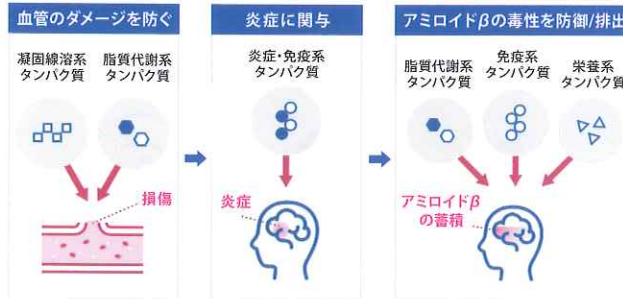 血管のダメージを防ぐ
凝固線溶系
タンパク質
脂質代謝系
タンパク質
損傷
炎症に関与
炎症・免疫系
タンパク質
炎症
アミロイドβの毒性を防御/排出
脂質代謝系
タンパク質
免疫系
タンパク質
栄養系
タンパク質
アミロイドβ
の蓄積